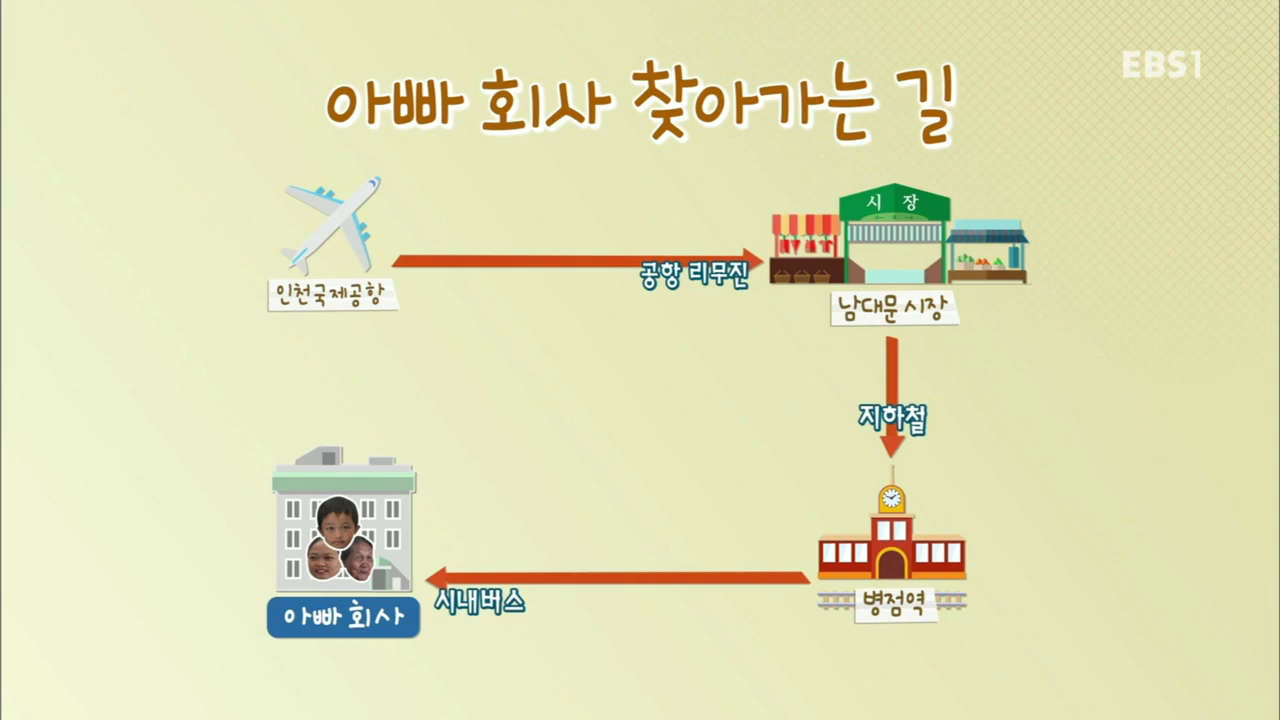 EBS1
아빠 회사 찾아가는 길
시 장
인천국제공항
공항 리무진
남대문 시장
지하철
병점역
시내버스
아빠 회사